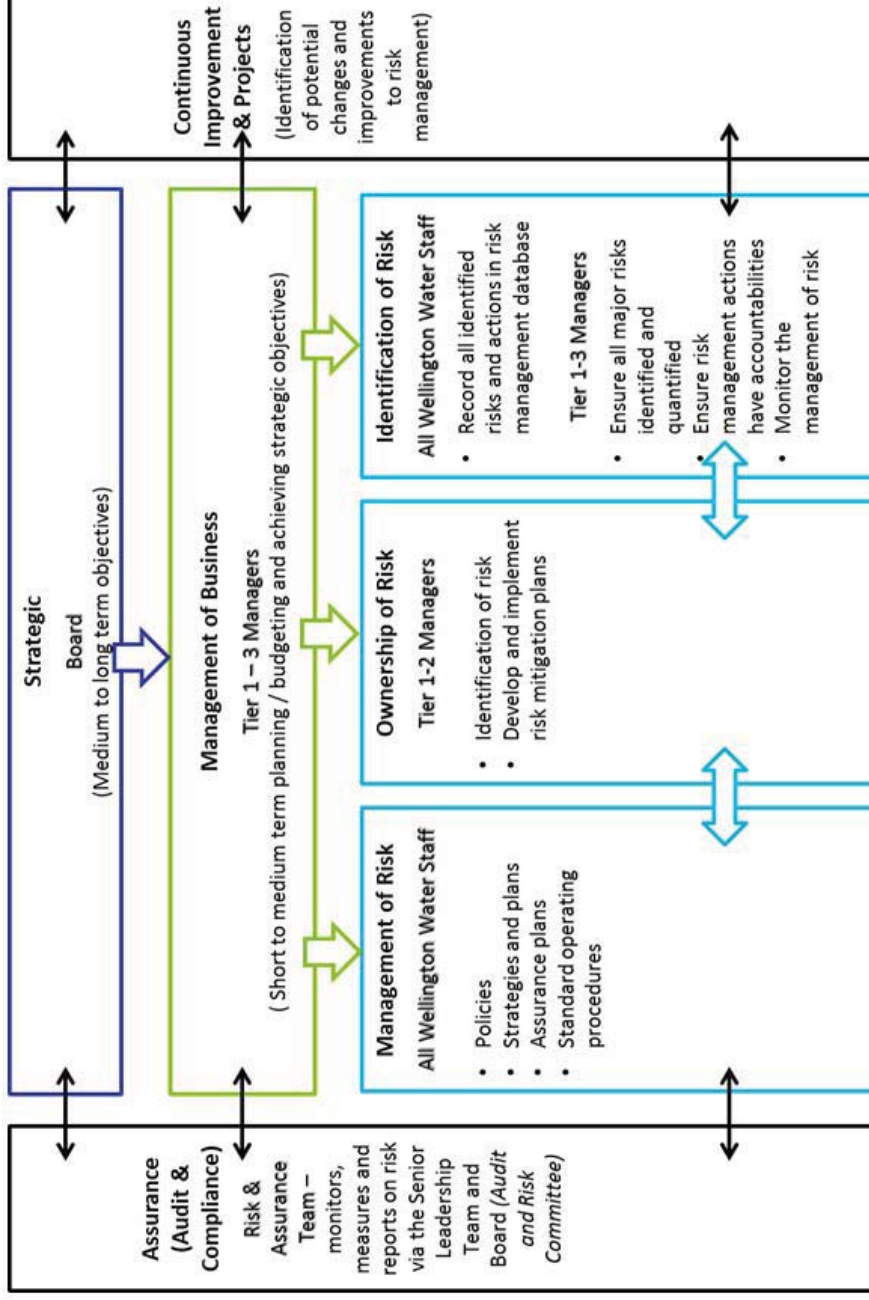 Strategic
Board
(Medium to long term objectives)
Assurance
(Audit &
Compliance)
Risk &
Assurance
Team –
monitors,
measures and
reports on risk
via the Senior
Leadership
Team and
Board (Audit
and Risk
Committee)
Management of Business
Tier 1 – 3 Managers
( Short to medium term planning / budgeting and achieving strategic objectives)
Continuous
Improvement
& Projects
(Identification
of potential
changes and
improvements
to risk
management)
Management of Risk
All Wellington Water Staff
• Policies
• Strategies and plans
• Assurance plans
• Standard operating
procedures
Ownership of Risk
Tier 1-2 Managers
• Identification of risk
• Develop and implement
risk mitigation plans
Identification of Risk
All Wellington Water Staff
• Record all identified
risks and actions in risk
management database
Tier 1-3 Managers
• Ensure all major risks
identified and
quantified
• Ensure risk
management actions
have accountabilities
• Monitor the
management of risk